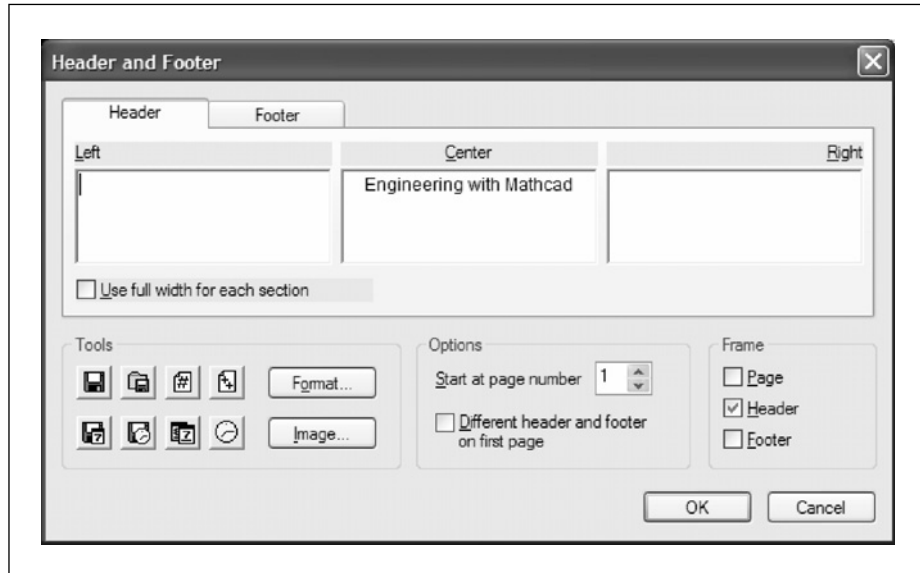 Header and Footer
Header Footer
Left Center Right
Engineering with Mathcad
Use full width for each section
Tools Options Frame
Format... Start at page number 1 Page
Image... Different header and footer on first page Header
Footer
OK Cancel